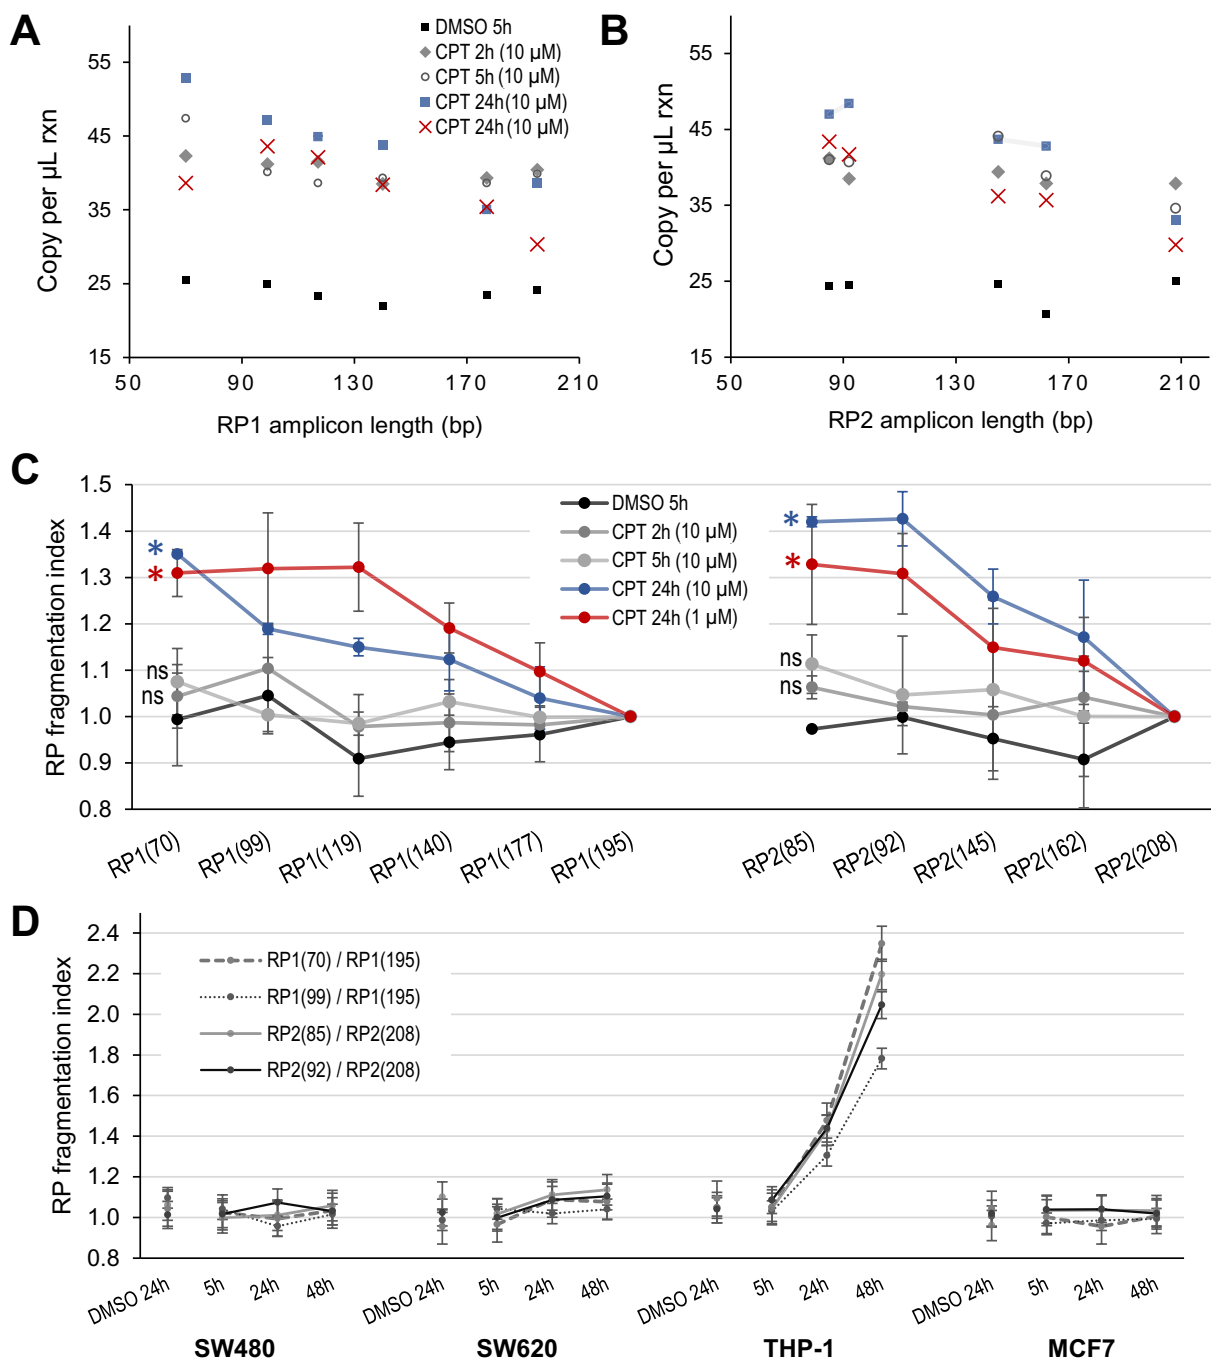 A
DMSO 5h
CPT 2h (10 µM)
CPT 5h (10 µM)
CPT 24h (10 µM)
CPT 24h (10 µM)
Copy per µL rxn
55
45
35
25
15
50 90 130 170 210
RP1 amplicon length (bp)
B
Copy per µL rxn
55
45
35
25
15
50 90 130 170 210
RP2 amplicon length (bp)
C
RP fragmentation index
1.5
1.4
1.3
1.2
1.1
1.0
0.9
0.8
DMSO 5h
CPT 2h (10 µM)
CPT 5h (10 µM)
CPT 24h (10 µM)
CPT 24h (1 µM)
*
*
ns
ns
*
*
ns
ns
RP1(70) RP1(99) RP1(119) RP1(140) RP1(177) RP1(195) RP2(85) RP2(92) RP2(145) RP2(162) RP2(208)
D
RP fragmentation index
2.4
2.2
2.0
1.8
1.6
1.4
1.2
1.0
0.8
RP1(70) / RP1(195)
RP1(99) / RP1(195)
RP2(85) / RP2(208)
RP2(92) / RP2(208)
DMSO 24h 5h 24h 48h DMSO 24h 5h 24h 48h DMSO 24h 5h 24h 48h DMSO 24h 5h 24h 48h
SW480 SW620 THP-1 MCF7